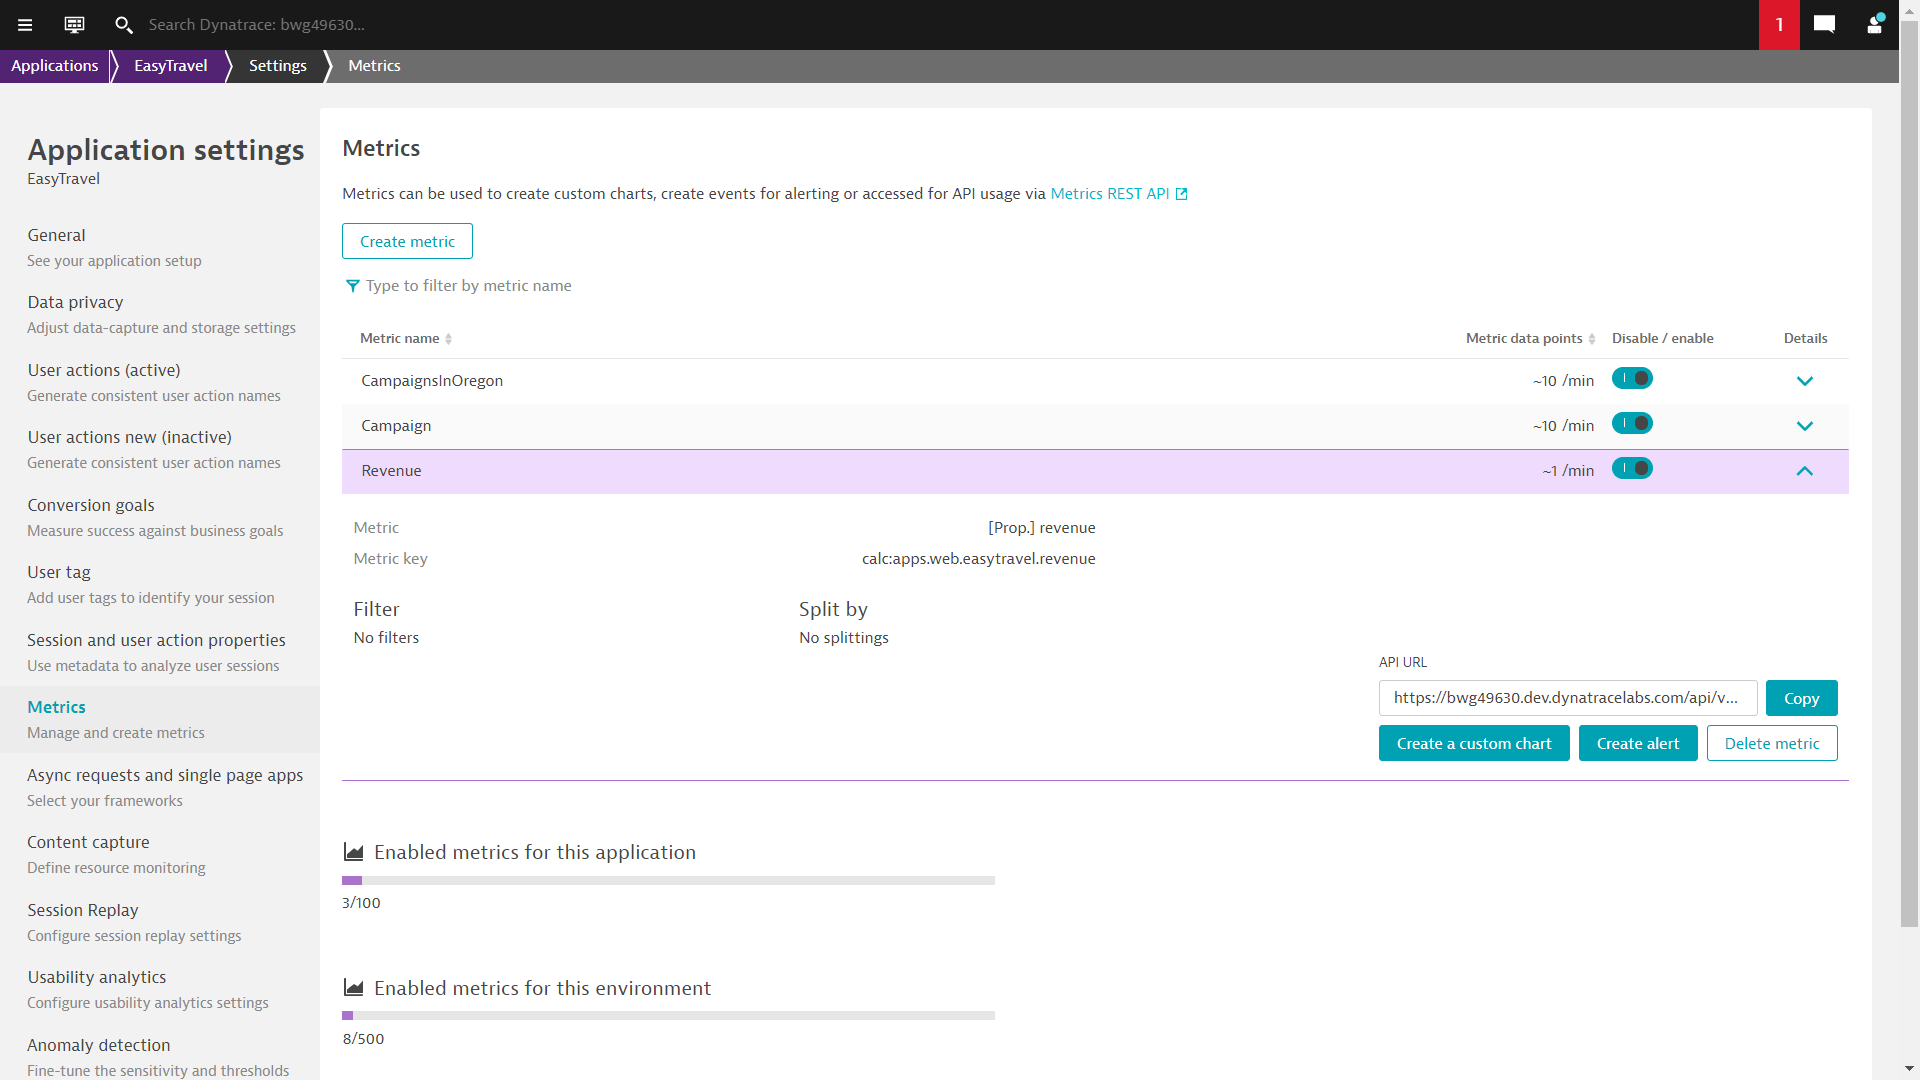 Search Dynatrace: bwg49630...
1
Applications
EasyTravel
Settings
Metrics
Application settings
EasyTravel
General
See your application setup
Data privacy
Adjust data-capture and storage settings
User actions (active)
Generate consistent user action names
User actions new (inactive)
Generate consistent user action names
Conversion goals
Measure success against business goals
User tag
Add user tags to identify your session
Session and user action properties
Use metadata to analyze user sessions
Metrics
Manage and create metrics
Async requests and single page apps
Select your frameworks
Content capture
Define resource monitoring
Session Replay
Configure session replay settings
Usability analytics
Configure usability analytics settings
Anomaly detection
Fine-tune the sensitivity and thresholds
Metrics
Metrics can be used to create custom charts, create events for alerting or accessed for API usage via Metrics REST API
Create metric
Type to filter by metric name
Metric name Metric data points Disable / enable Details
CampaignsInOregon ~10 /min
Campaign ~10 /min
Revenue ~1 /min
Metric [Prop.] revenue
Metric key calc:apps.web.easytravel.revenue
Filter Split by
No filters No splittings
API URL
https://bwg49630.dev.dynatracelabs.com/api/v... Copy
Create a custom chart Create alert Delete metric
Enabled metrics for this application
3/100
Enabled metrics for this environment
8/500